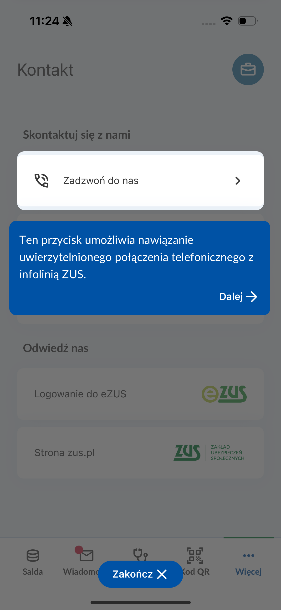 11:24
Kontakt
Skontaktuj się z nami
Zadzwoń do nas
Ten przycisk umożliwia nawiązanie
uwierzytelnionego połączenia telefonicznego z
infolinią ZUS.
Dalej
Odwiedź nas
Logowanie do eZUS
eZUS
Strona zus.pl
ZUS
ZAKŁAD
UBEZPIECZEŃ
SPOŁECZNYCH
Salda
Wiadomo
Kod QR
Więcej
Zakończ